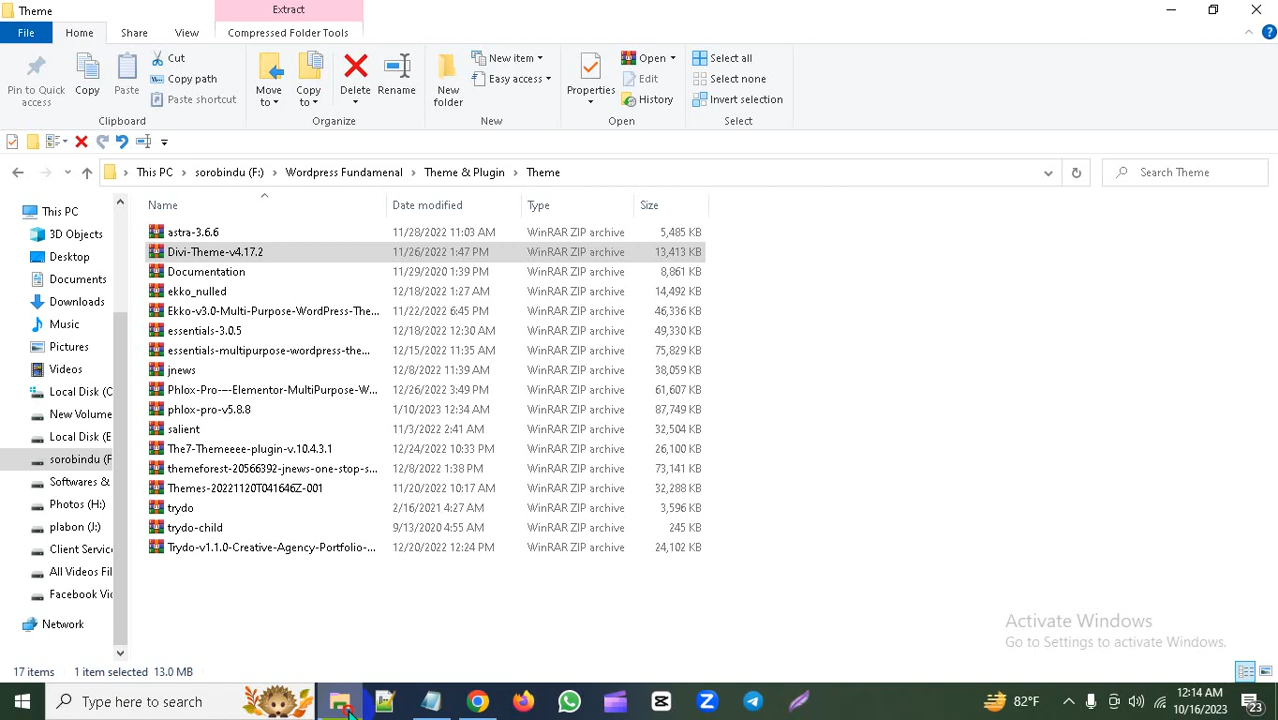 Theme
Extract
File Home Share View Compressed Folder Tools
Pin to Quick access
Copy
Paste
Cut
Copy path
Paste shortcut
Clipboard
Move to
Copy to
Delete
Rename
Organize
New folder
New item
Easy access
New
Properties
Open
Edit
History
Open
Select all
Select none
Invert selection
Select
This PC > sorobindu (F:) > Wordpress Fundamenal > Theme & Plugin > Theme
Search Theme
Name Date modified Type Size
astra-3.6.6 11/28/2022 11:03 AM WinRAR ZIP archive 5,485 KB
Divi-Theme-v4.17.2 11/26/2022 1:47 PM WinRAR ZIP archive 13,413 KB
Documentation 11/29/2020 1:39 PM WinRAR ZIP archive 8,861 KB
ekko_nulled 12/18/2022 1:27 AM WinRAR ZIP archive 14,492 KB
Ekko-v3.0-Multi-Purpose-WordPress-The... 11/22/2022 6:45 PM WinRAR ZIP archive 46,336 KB
essentials-3.0.5 12/18/2022 12:30 AM WinRAR ZIP archive 49,330 KB
essentials-multipurpose-wordpress-the... 12/15/2022 11:35 AM WinRAR ZIP archive 75,829 KB
jnews 12/8/2022 11:39 AM WinRAR ZIP archive 38,059 KB
Phlox-Pro-–-Elementor-MultiPurpose-W... 12/26/2022 3:49 PM WinRAR ZIP archive 61,607 KB
phlox-pro-v5.8.8 1/10/2023 12:34 AM WinRAR ZIP archive 87,749 KB
salient 11/3/2022 2:41 AM WinRAR ZIP archive 32,504 KB
The7-Themeeee-plugin-v.10.4.3.1 12/24/2022 10:33 PM WinRAR ZIP archive 26,100 KB
themeforest-20566392-jnews-one-stop-s... 12/8/2022 1:38 PM WinRAR ZIP archive 73,141 KB
Themes-20221120T041646Z-001 11/20/2022 10:17 AM WinRAR ZIP archive 32,288 KB
trydo 2/16/2021 4:27 AM WinRAR ZIP archive 3,596 KB
trydo-child 9/13/2020 4:55 AM WinRAR ZIP archive 245 KB
Trydo-v1.1.0-Creative-Agency-Portfolio-... 12/20/2022 12:24 PM WinRAR ZIP archive 24,102 KB
This PC
3D Objects
Desktop
Documents
Downloads
Music
Pictures
Videos
Local Disk (C
New Volume
Local Disk (E
sorobindu (F
Softwares &
Photos (H:)
plabon (J:)
Client Servic
All Videos Fil
Facebook Vi
Network
Activate Windows
Go to Settings to activate Windows.
17 items 1 item selected 13.0 MB
Type here to search
82°F
12:14 AM
10/16/2023
23